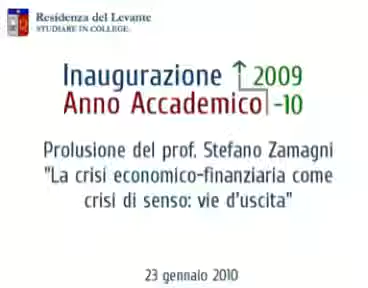 Residenza del Levante
STUDIARE IN COLLEGE
Inaugurazione 2009
Anno Accademico -10
Prolusione del prof. Stefano Zamagni
"La crisi economico-finanziaria come
crisi di senso: vie d'uscita"
23 gennaio 2010